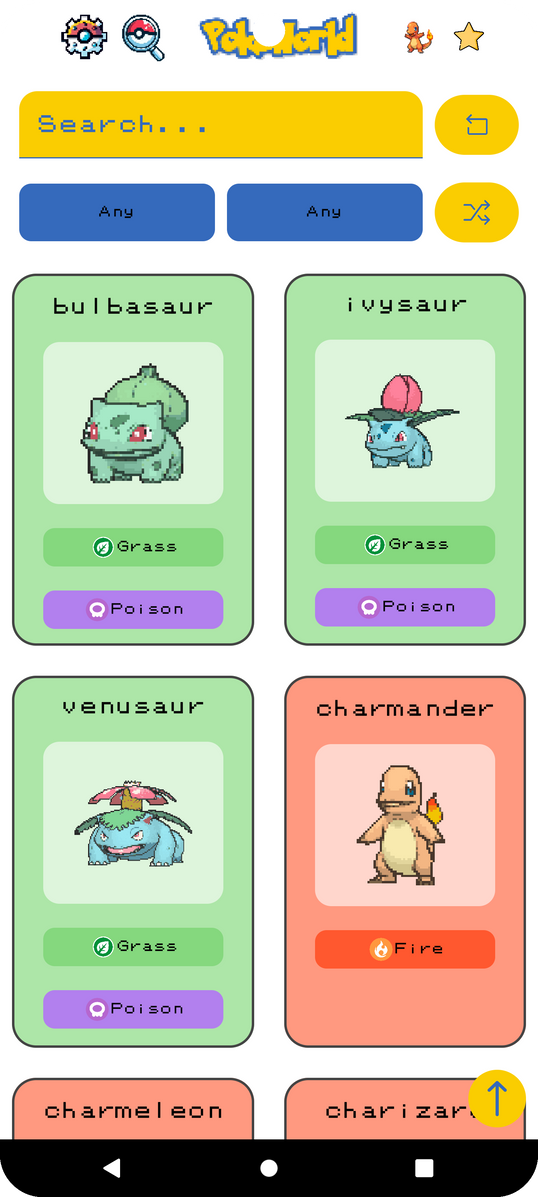 Search...
Any
Any
bulbasaur
ivysaur
Grass
Grass
Poison
Poison
venusaur
charmander
Grass
Fire
Poison
charmeleon